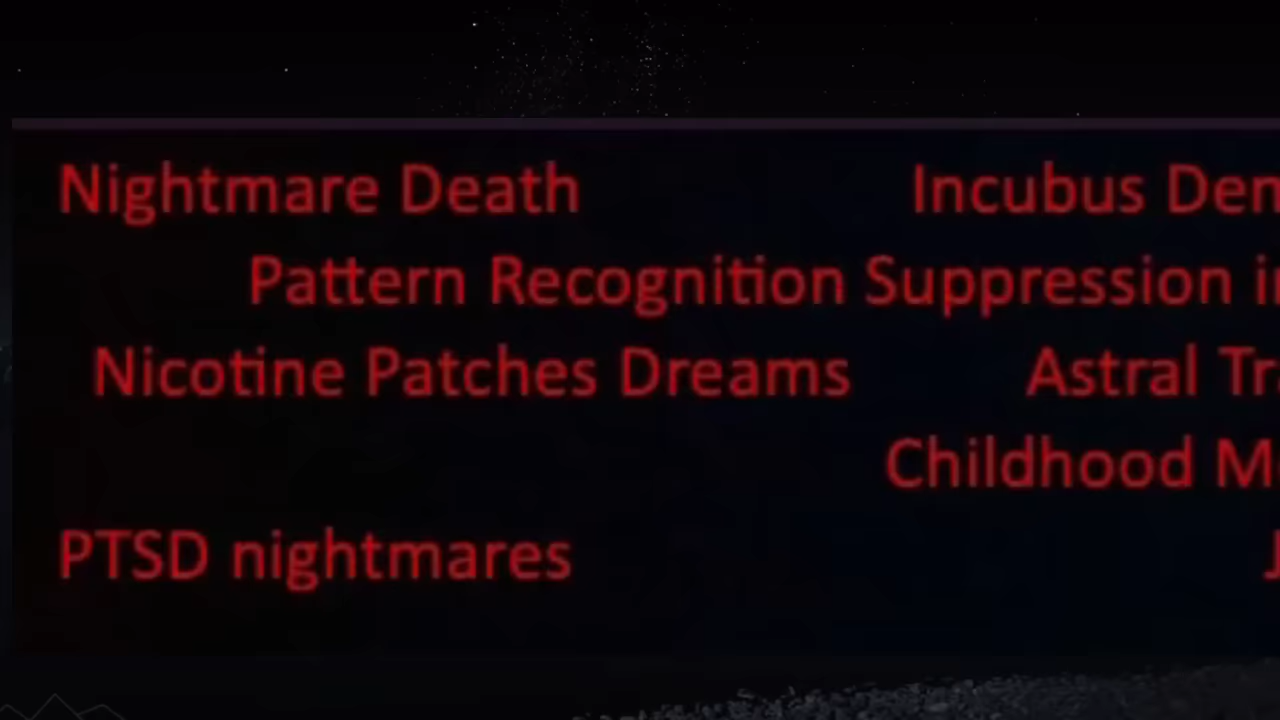 Nightmare Death Incubus
Pattern Recognition Suppression
Nicotine Patches Dreams Astral
Childhood
PTSD nightmares